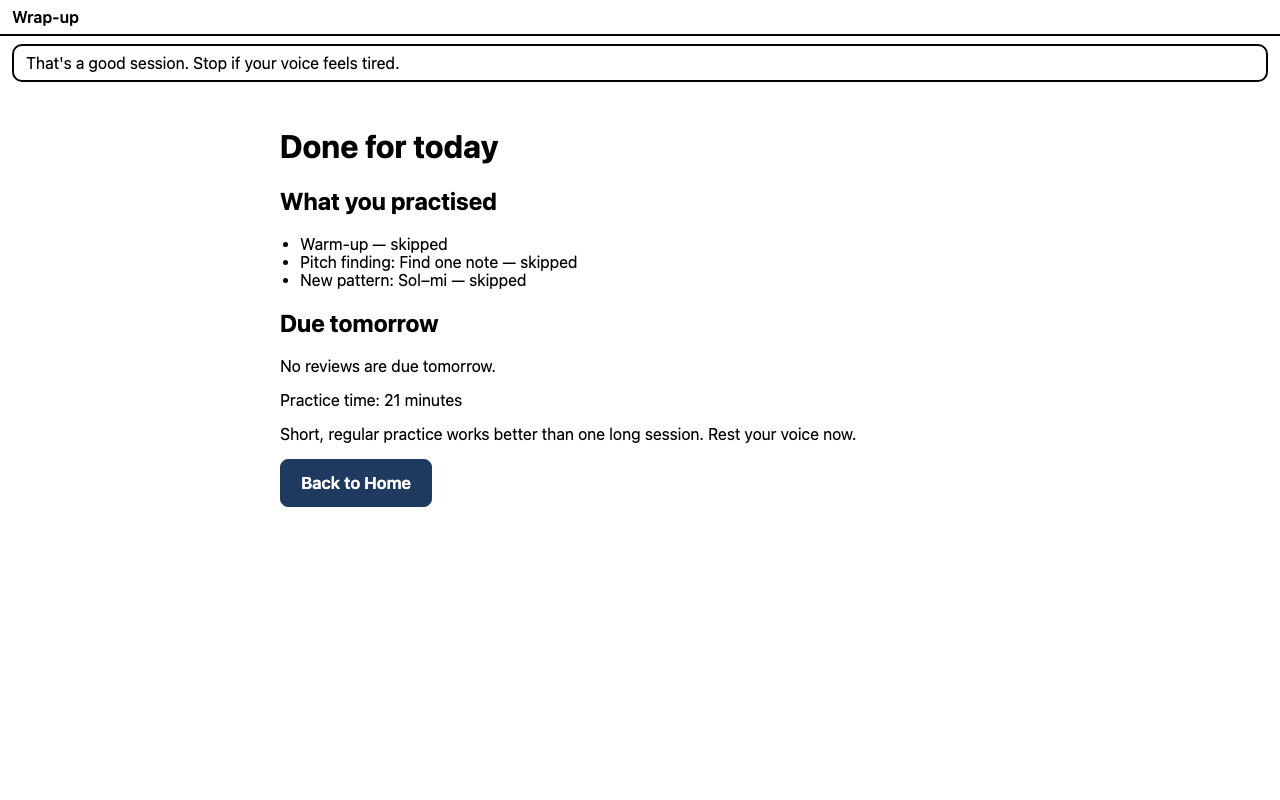 Wrap-up
That's a good session. Stop if your voice feels tired.
Done for today
What you practised
• Warm-up — skipped
• Pitch finding: Find one note — skipped
• New pattern: Sol–mi — skipped
Due tomorrow
No reviews are due tomorrow.
Practice time: 21 minutes
Short, regular practice works better than one long session. Rest your voice now.
Back to Home